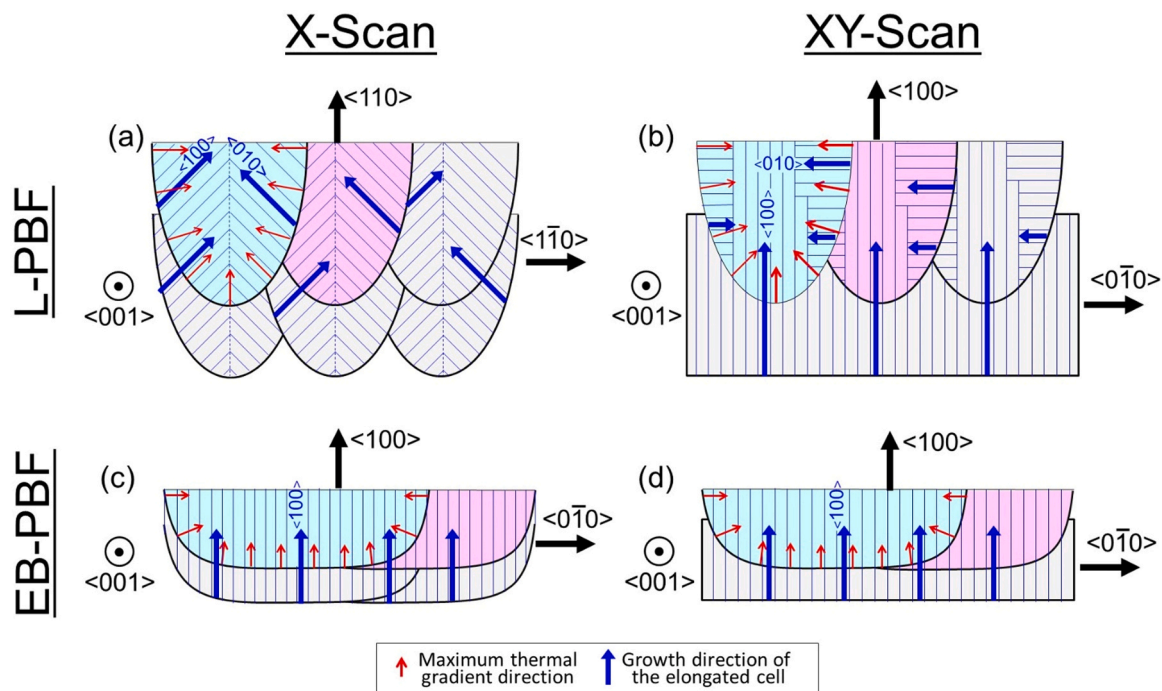 X-Scan
XY-Scan
L-PBF
(a)
<110>
<100>
<010>
<11̅0>
<001>
(b)
<100>
<010>
<100>
<01̅0>
<001>
EB-PBF
(c)
<100>
<100>
<01̅0>
<001>
(d)
<100>
<100>
<01̅0>
<001>
Maximum thermal
gradient direction
Growth direction of
the elongated cell